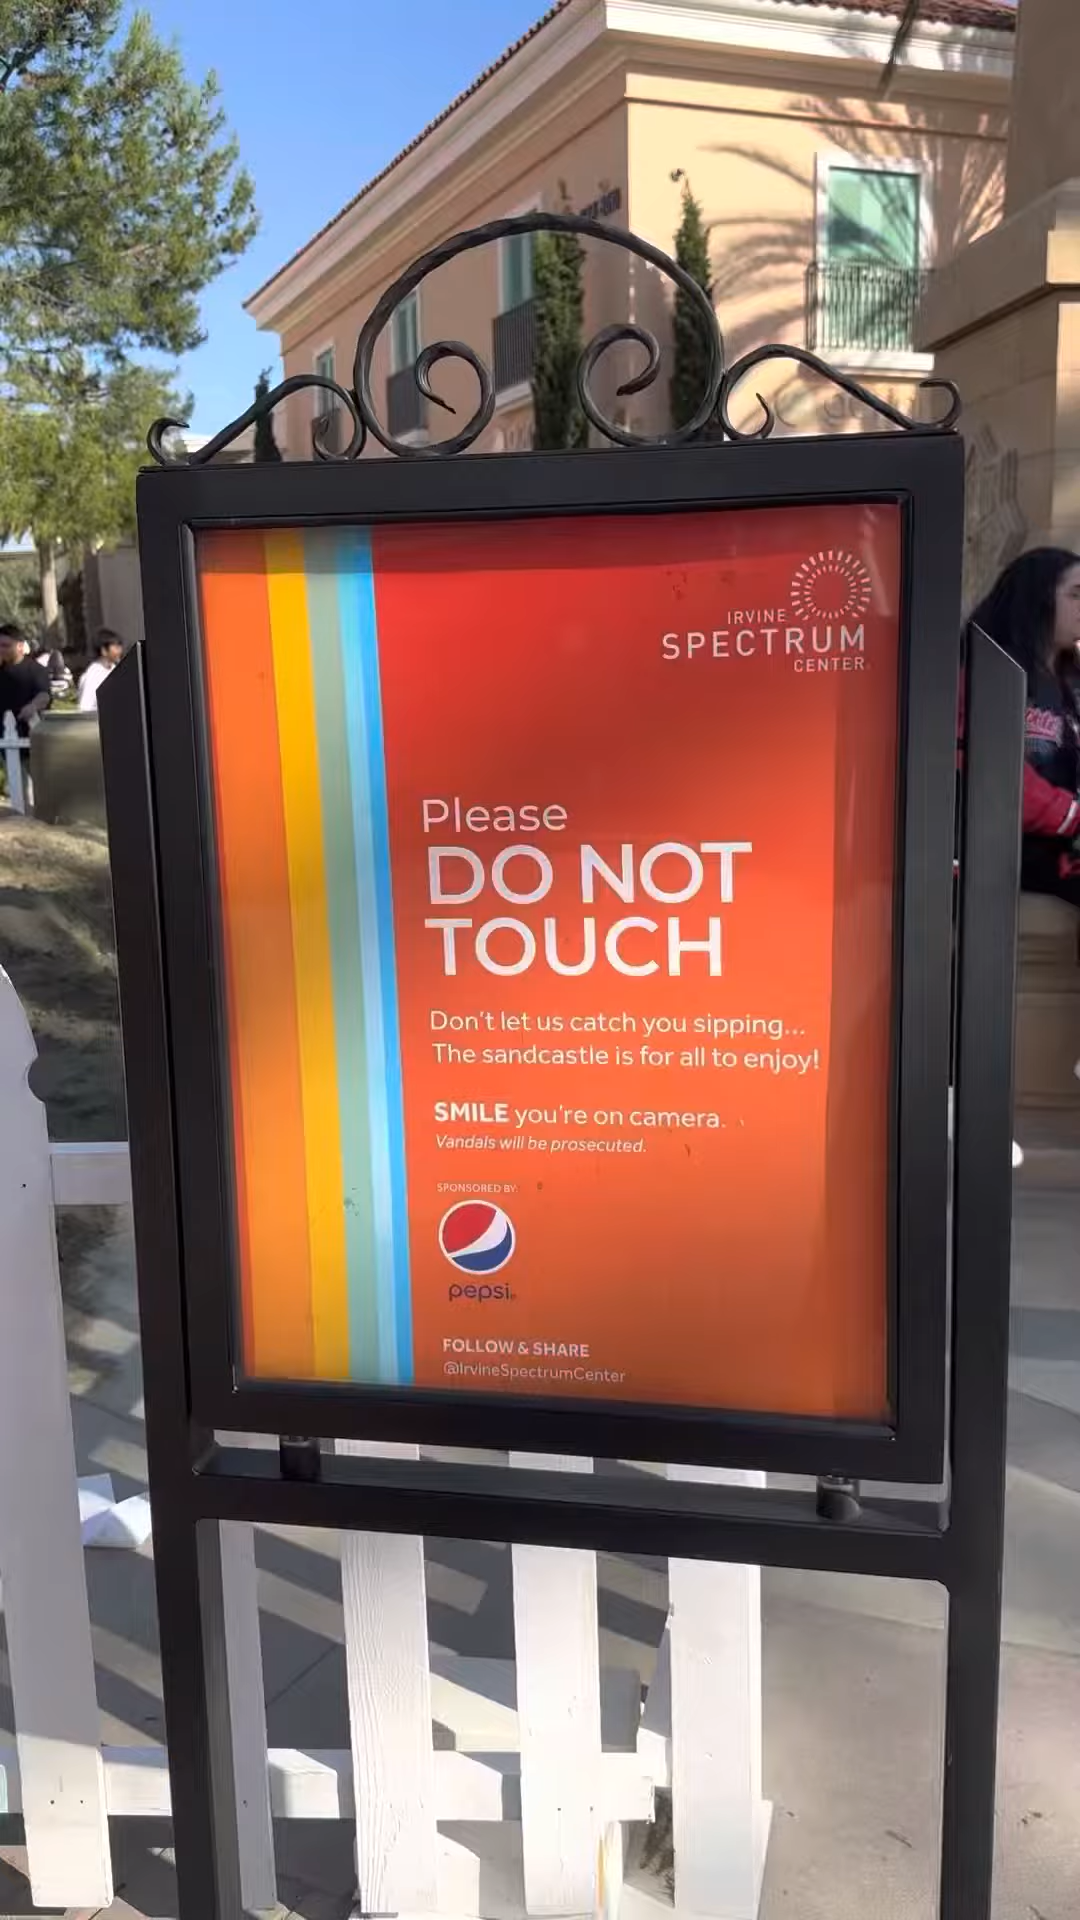 IRVINE
SPECTRUM
CENTER
Please
DO NOT
TOUCH
Don't let us catch you sipping...
The sandcastle is for all to enjoy!
SMILE you're on camera.
Vandals will be prosecuted.
SPONSORED BY:
pepsi
FOLLOW & SHARE
@IrvineSpectrumCenter